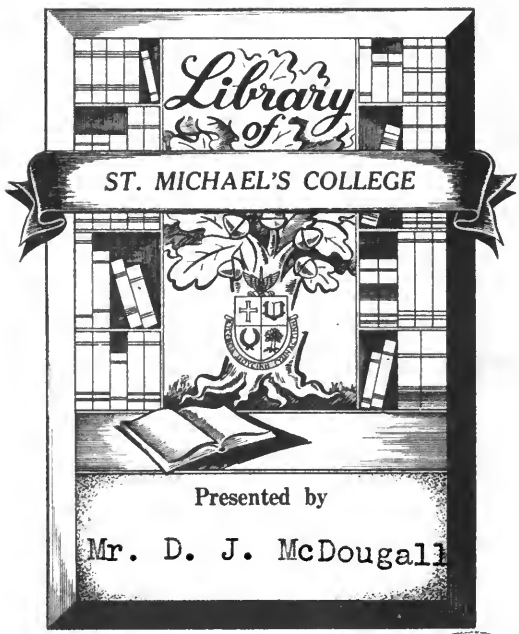 Library
of
ST. MICHAEL'S COLLEGE
Presented by
Mr. D. J. McDougall